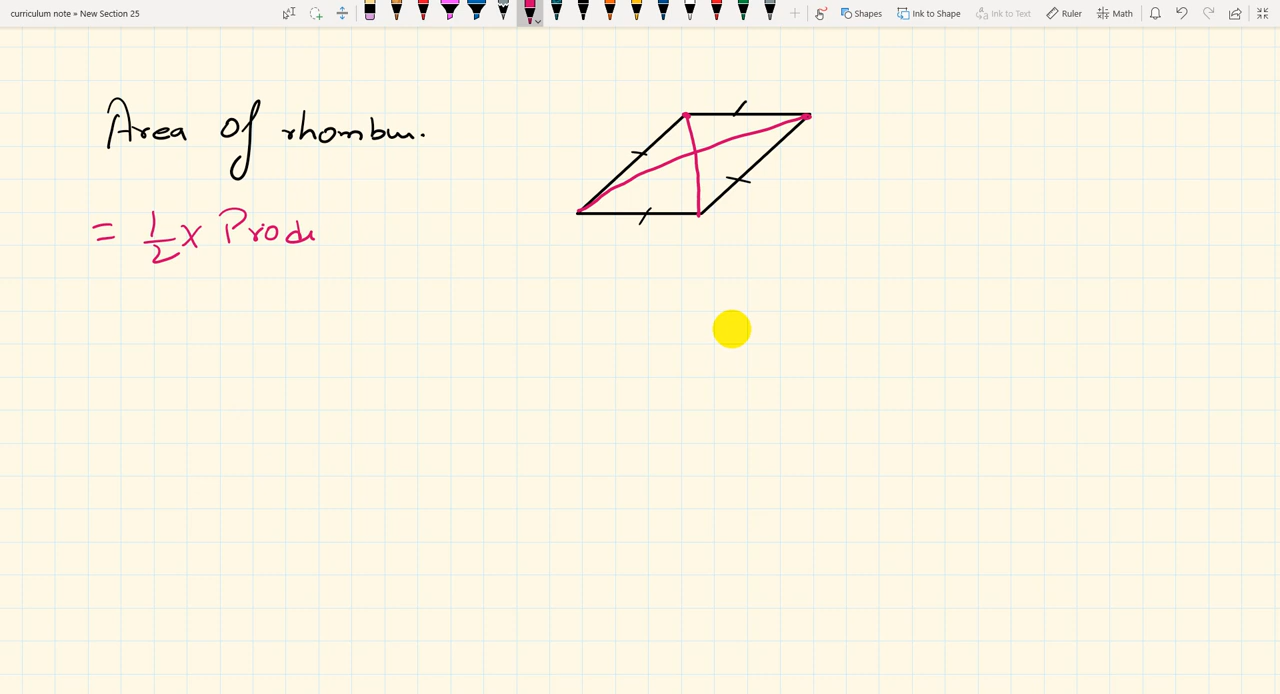 curriculum note » New Section 25
Shapes
Ink to Shape
Ink to Text
Ruler
Math
Area of rhombus.
= 1/2 x Produ